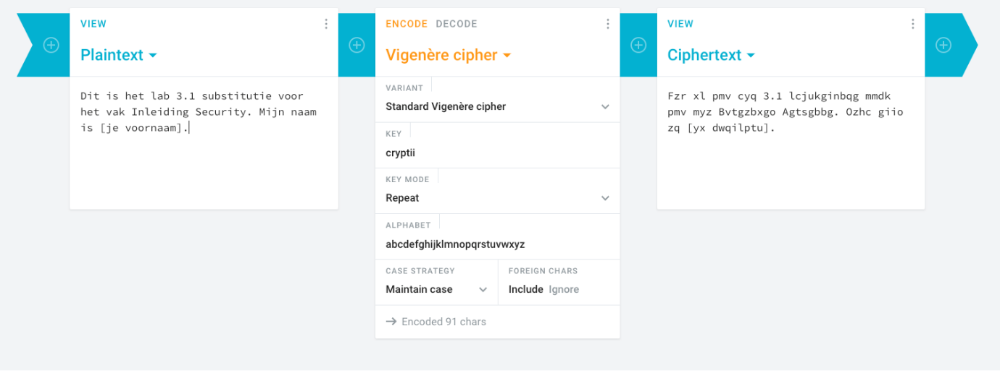 VIEW
Plaintext
Dit is het lab 3.1 substitutie voor
het vak Inleiding Security. Mijn naam
is [je voornaam].
ENCODE DECODE
Vigenère cipher
VARIANT
Standard Vigenère cipher
KEY
cryptii
KEY MODE
Repeat
ALPHABET
abcdefghijklmnopqrstuvwxyz
CASE STRATEGY
Maintain case
FOREIGN CHARS
Include Ignore
→ Encoded 91 chars
VIEW
Ciphertext
Fzr xl pmv cyq 3.1 lcjukginbqg mmdk
pmv myz Bvtgzbxgo Agtsgbbg. Ozhc giio
zq [yx dwqilptu].